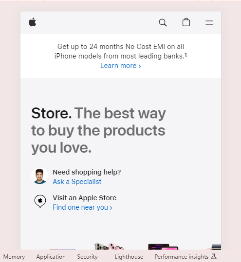 Get up to 24 months No Cost EMI on all
iPhone models from most leading banks.§
Learn more ›
Store. The best way
to buy the products
you love.
Need shopping help?
Ask a Specialist
Visit an Apple Store
Find one near you ›
Memory Application Security Lighthouse Performance insights